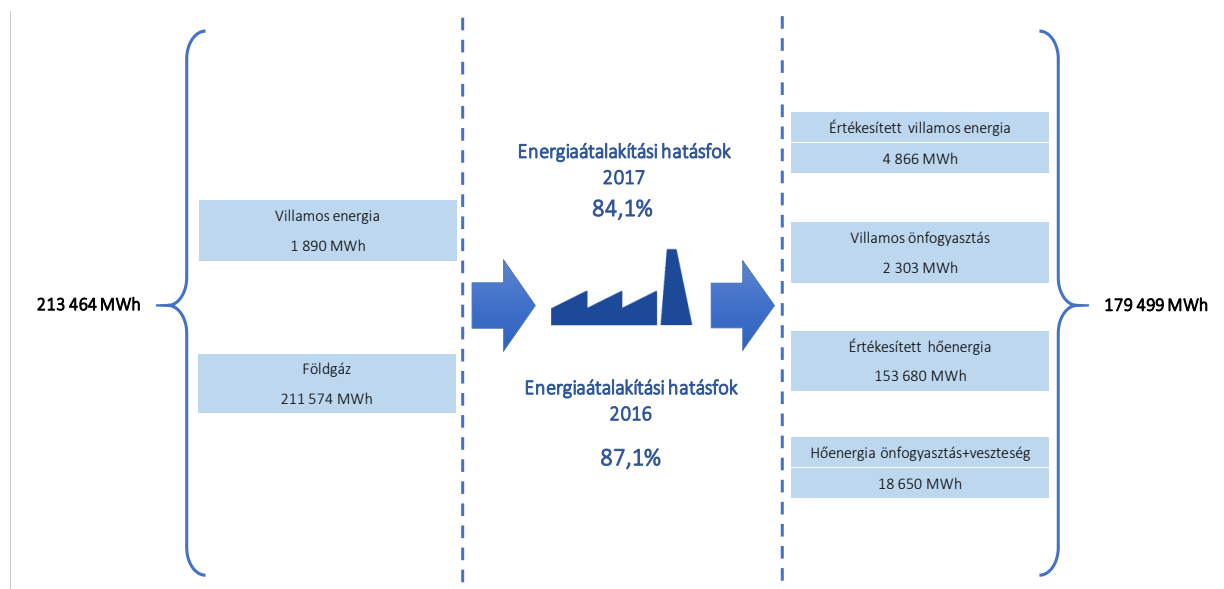 213 464 MWh
Villamos energia
1 890 MWh
Földgáz
211 574 MWh
Energiaátalakítási hatásfok
2017
84,1%
Energiaátalakítási hatásfok
2016
87,1%
Értékesített villamos energia
4 866 MWh
Villamos önfogyasztás
2 303 MWh
Értékesített hőenergia
153 680 MWh
Hőenergia önfogyasztás+veszteség
18 650 MWh
179 499 MWh